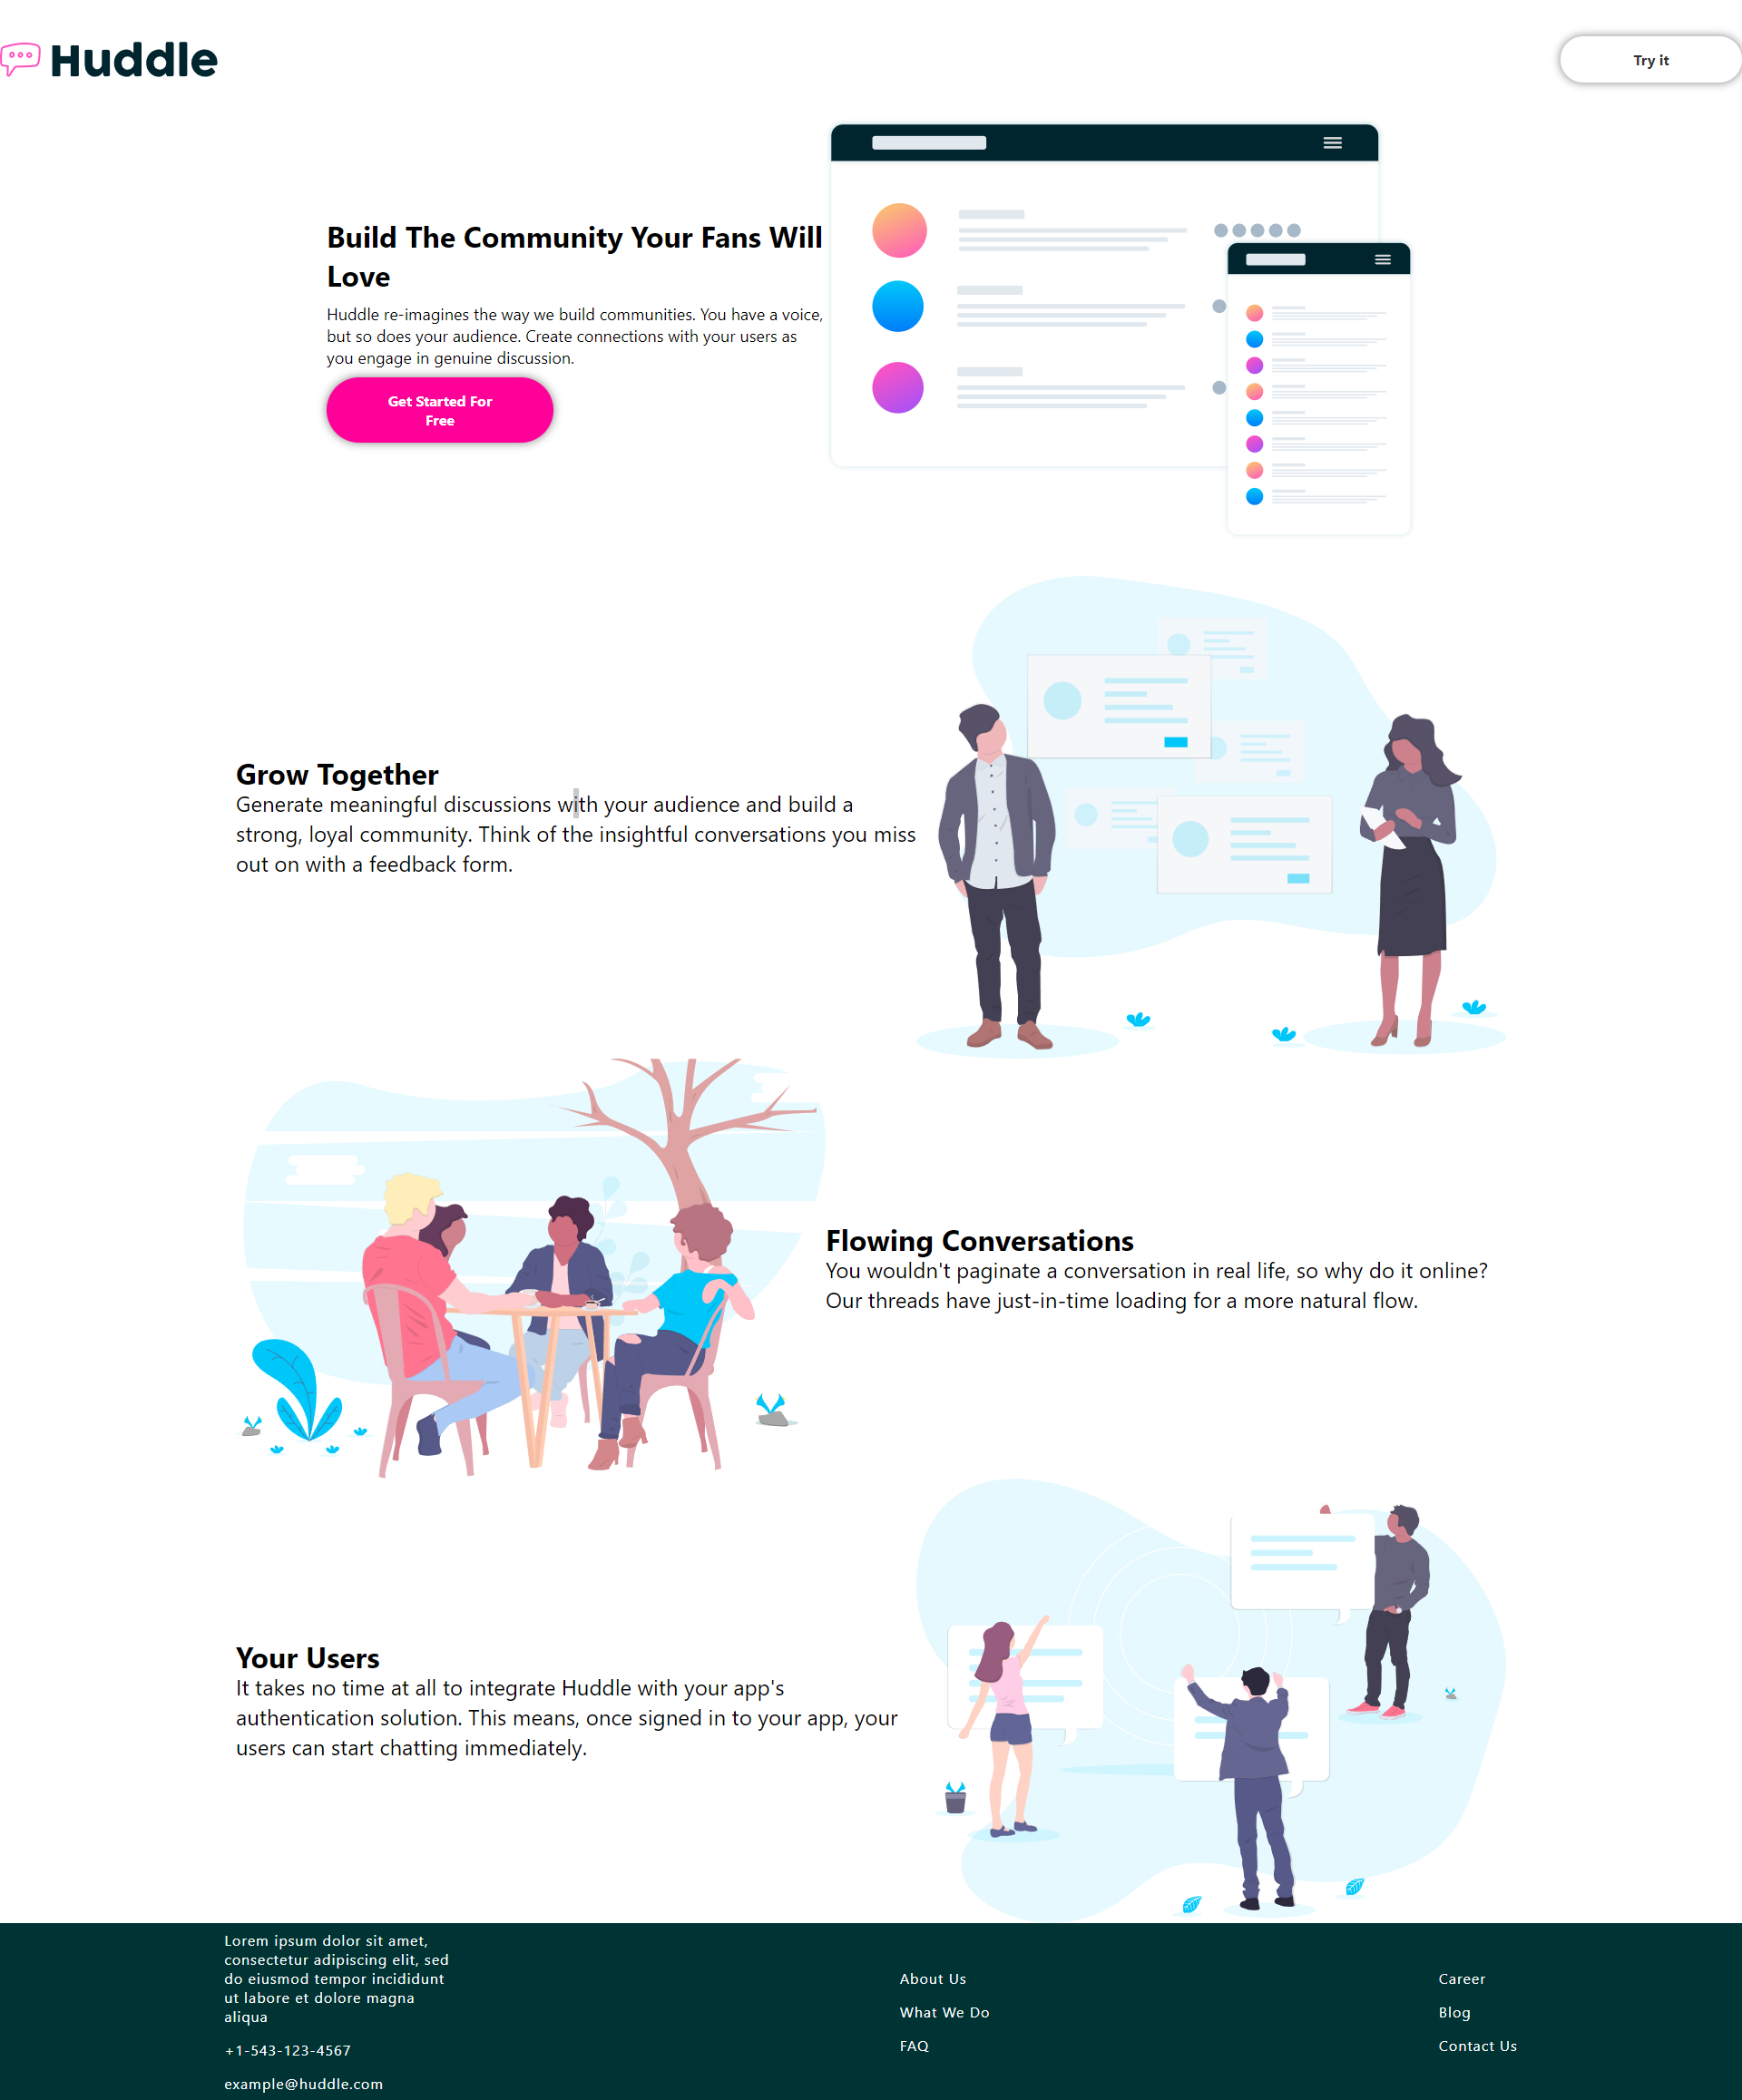 Huddle
Try it
Build The Community Your Fans Will
Love
Huddle re-imagines the way we build communities. You have a voice,
but so does your audience. Create connections with your users as
you engage in genuine discussion.
Get Started For
Free
Grow Together
Generate meaningful discussions with your audience and build a
strong, loyal community. Think of the insightful conversations you miss
out on with a feedback form.
Flowing Conversations
You wouldn't paginate a conversation in real life, so why do it online?
Our threads have just-in-time loading for a more natural flow.
Your Users
It takes no time at all to integrate Huddle with your app's
authentication solution. This means, once signed in to your app, your
users can start chatting immediately.
Lorem ipsum dolor sit amet,
consectetur adipiscing elit, sed
do eiusmod tempor incididunt
ut labore et dolore magna
aliqua
+1-543-123-4567
example@huddle.com
About Us
What We Do
FAQ
Career
Blog
Contact Us